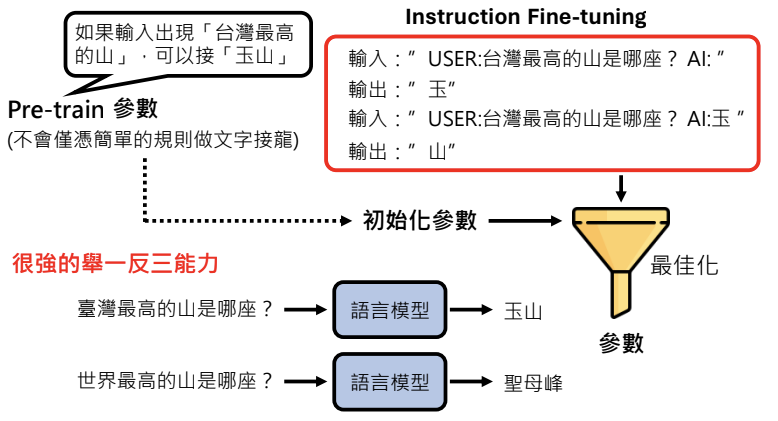 如果輸入出現「台灣最高
的山」，可以接「玉山」
Pre-train 參數
(不會僅憑簡單的規則做文字接龍)
Instruction Fine-tuning
輸入：” USER:台灣最高的山是哪座？ AI: ”
輸出：” 玉”
輸入：” USER:台灣最高的山是哪座？ AI:玉 ”
輸出：” 山”
初始化參數
最佳化
參數
很強的舉一反三能力
臺灣最高的山是哪座？
語言模型
玉山
世界最高的山是哪座？
語言模型
聖母峰